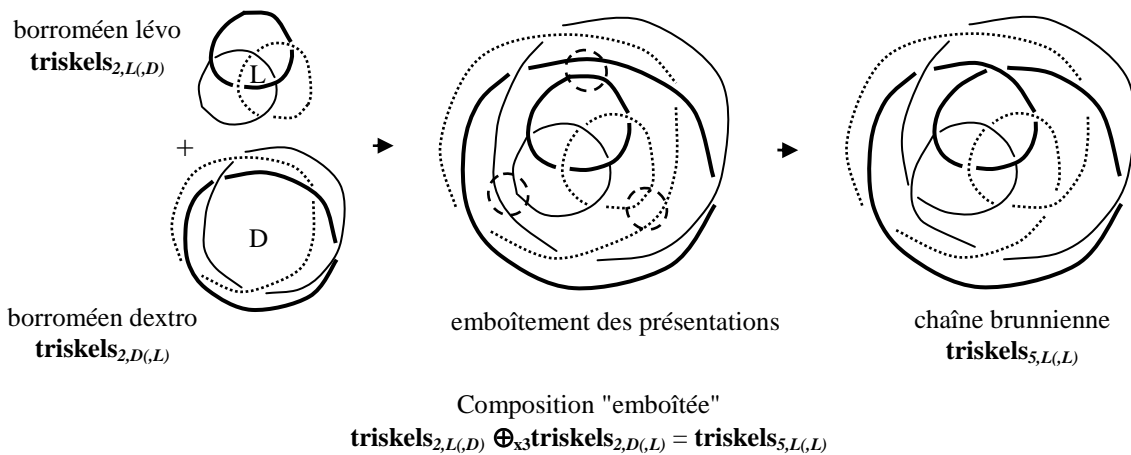 borroméen lévo
triskels2,L(,D)
L
+
D
borroméen dextro
triskels2,D(,L)
emboîtement des présentations
chaîne brunnienne
triskels5,L(,L)
Composition "emboîtée"
triskels2,L(,D) ⊕x3triskels2,D(,L) = triskels5,L(,L)